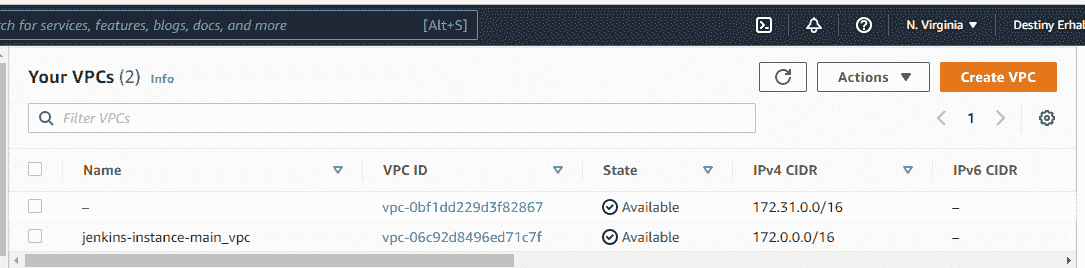 ch for services, features, blogs, docs, and more [Alt+S] N. Virginia Destiny Erhab
Your VPCs (2) Info Actions Create VPC
Filter VPCs 1
Name VPC ID State IPv4 CIDR IPv6 CIDR
– vpc-0bf1dd229d3f82867 Available 172.31.0.0/16 –
jenkins-instance-main_vpc vpc-06c92d8496ed71c7f Available 172.0.0.0/16 –